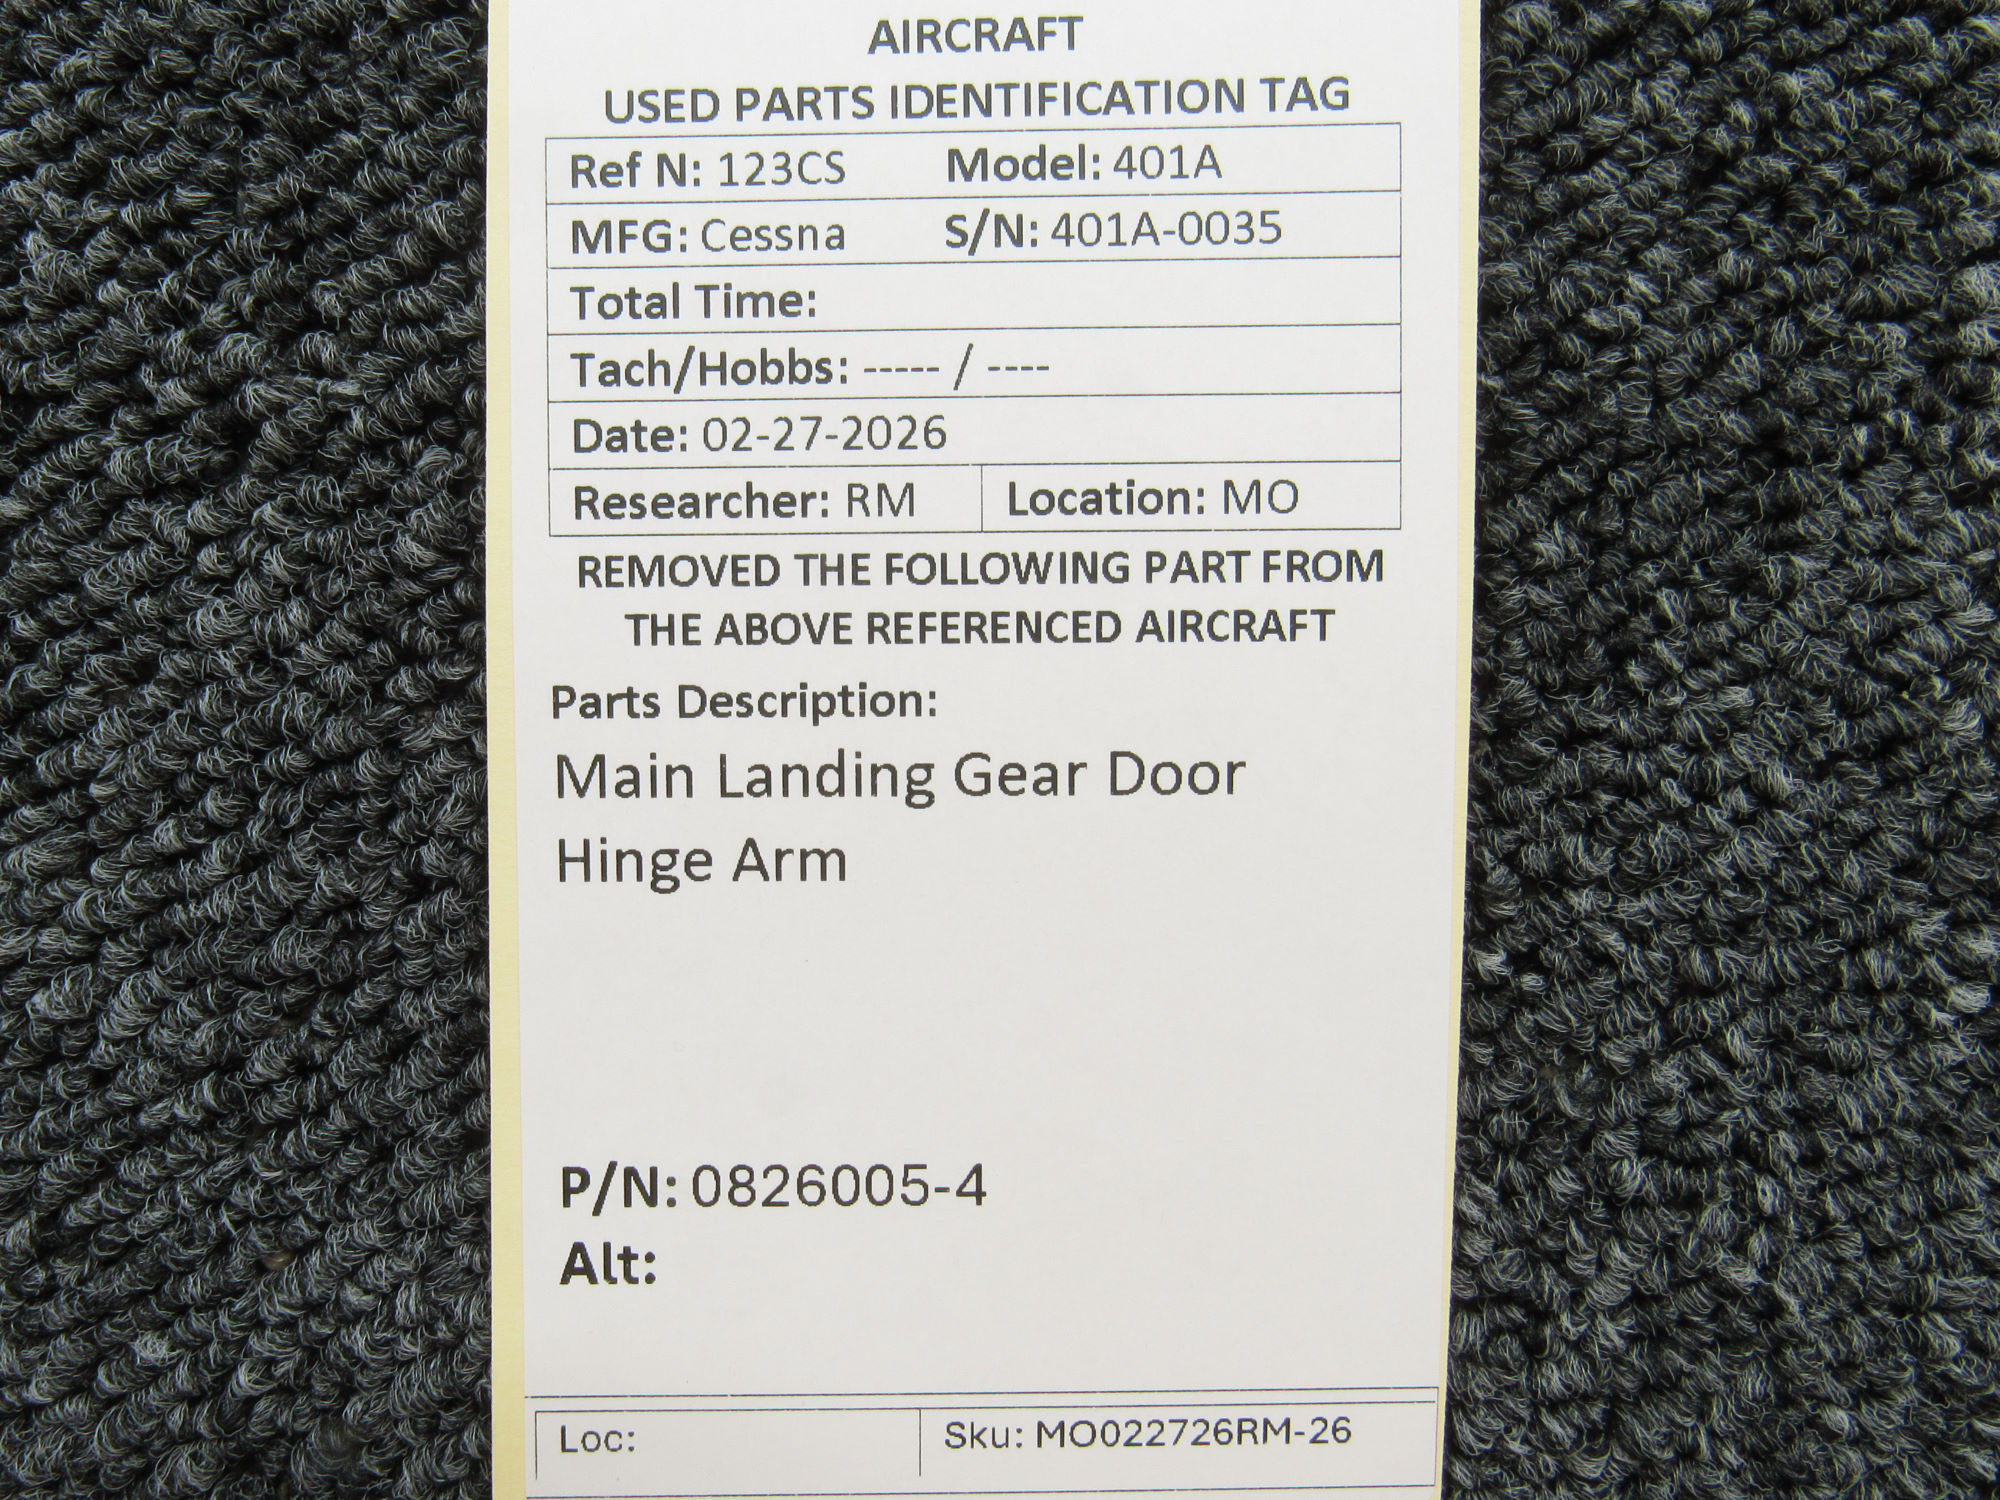 AIRCRAFT
USED PARTS IDENTIFICATION TAG
Ref N: 123CS Model: 401A
MFG: Cessna S/N: 401A-0035
Total Time:
Tach/Hobbs: ----- / ----
Date: 02-27-2026
Researcher: RM Location: MO
REMOVED THE FOLLOWING PART FROM
THE ABOVE REFERENCED AIRCRAFT
Parts Description:
Main Landing Gear Door
Hinge Arm
P/N: 0826005-4
Alt:
Loc: Sku: MO022726RM-26